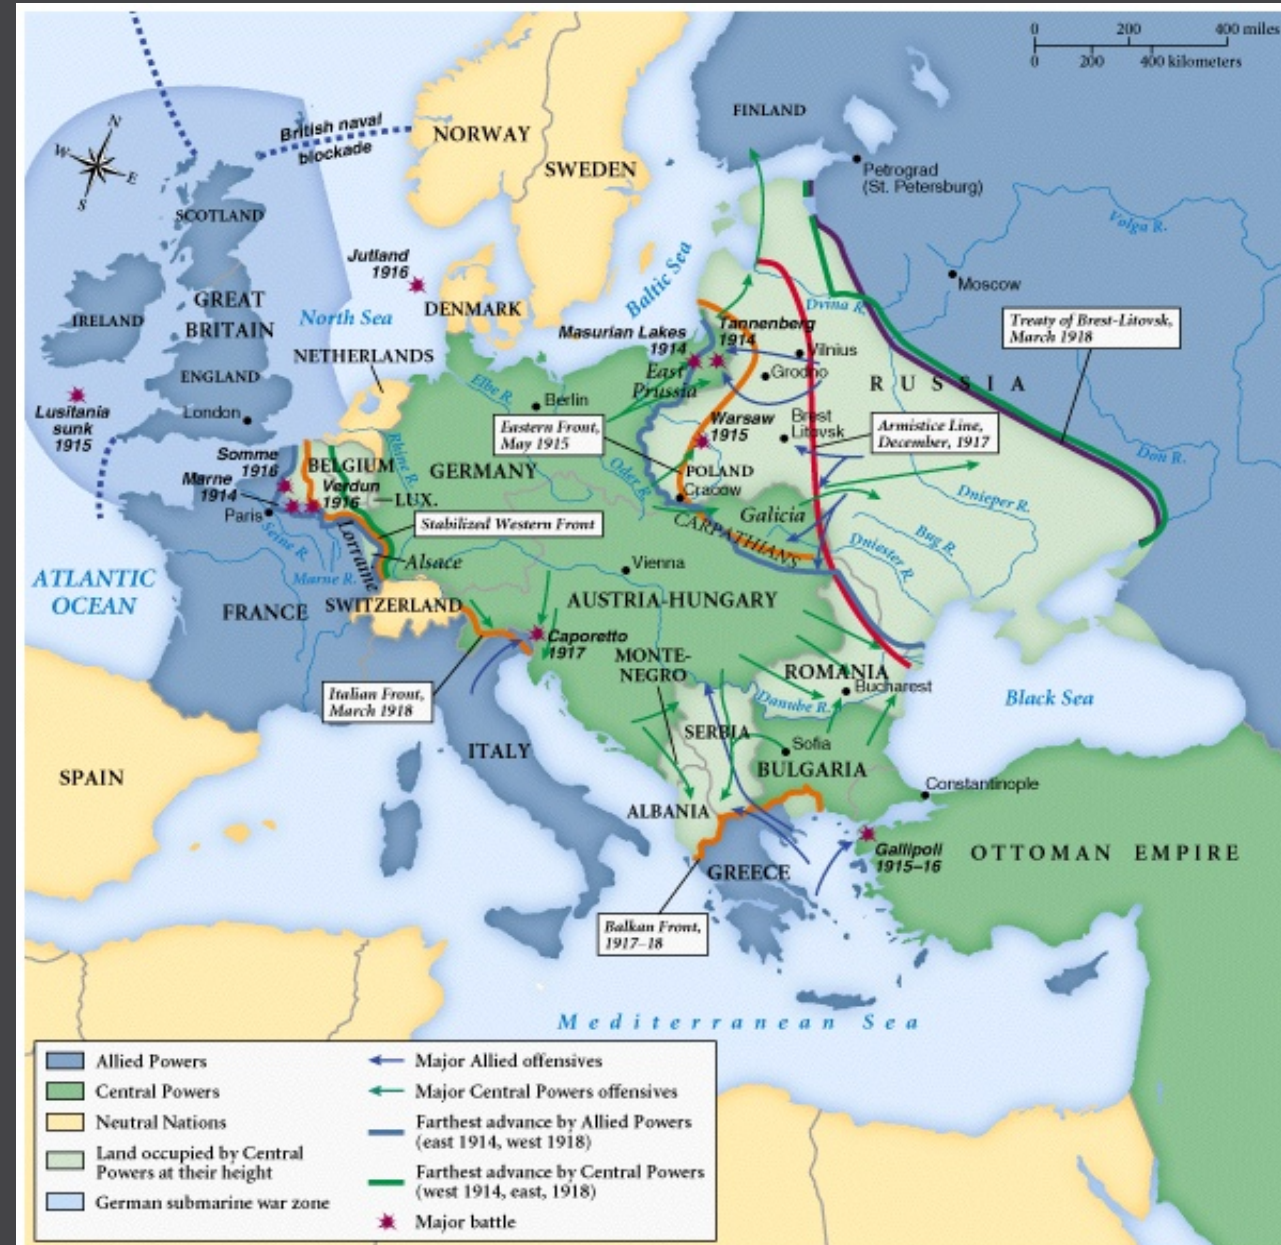 0 200 400 miles
0 200 400 kilometers
N
W
E
S
British naval
blockade
NORWAY
SWEDEN
FINLAND
Petrograd
(St. Petersburg)
Volga R.
SCOTLAND
Jutland
1916
Baltic Sea
Moscow
GREAT
BRITAIN
IRELAND
North Sea
DENMARK
Dvina R.
Treaty of Brest-Litovsk,
March 1918
NETHERLANDS
Masurian Lakes
1914
Tannenberg
1914
Vilnius
ENGLAND
Elbe R.
East
Prussia
Grodno
RUSSIA
London
Berlin
Lusitania
sunk
1915
Eastern Front,
May 1915
Warsaw
1915
Brest
Litovsk
Armistice Line,
December, 1917
Somme
1916
BELGIUM
Rhine R.
GERMANY
Oder R.
POLAND
Don R.
Marne
1914
Verdun
1916
LUX.
Cracow
Dnieper R.
Paris
Stabilized Western Front
Galicia
CARPATHIANS
Seine R.
Lorraine
Bug R.
Dniester R.
Marne R.
Alsace
Vienna
ATLANTIC
OCEAN
FRANCE
SWITZERLAND
AUSTRIA-HUNGARY
Caporetto
1917
MONTE-
NEGRO
ROMANIA
Bucharest
Italian Front,
March 1918
Danube R.
Black Sea
SERBIA
ITALY
Sofia
SPAIN
BULGARIA
Constantinople
ALBANIA
Gallipoli
1915–16
OTTOMAN EMPIRE
GREECE
Balkan Front,
1917–18
Mediterranean Sea
Allied Powers
Central Powers
Neutral Nations
Land occupied by Central
Powers at their height
German submarine war zone
Major Allied offensives
Major Central Powers offensives
Farthest advance by Allied Powers
(east 1914, west 1918)
Farthest advance by Central Powers
(west 1914, east, 1918)
Major battle